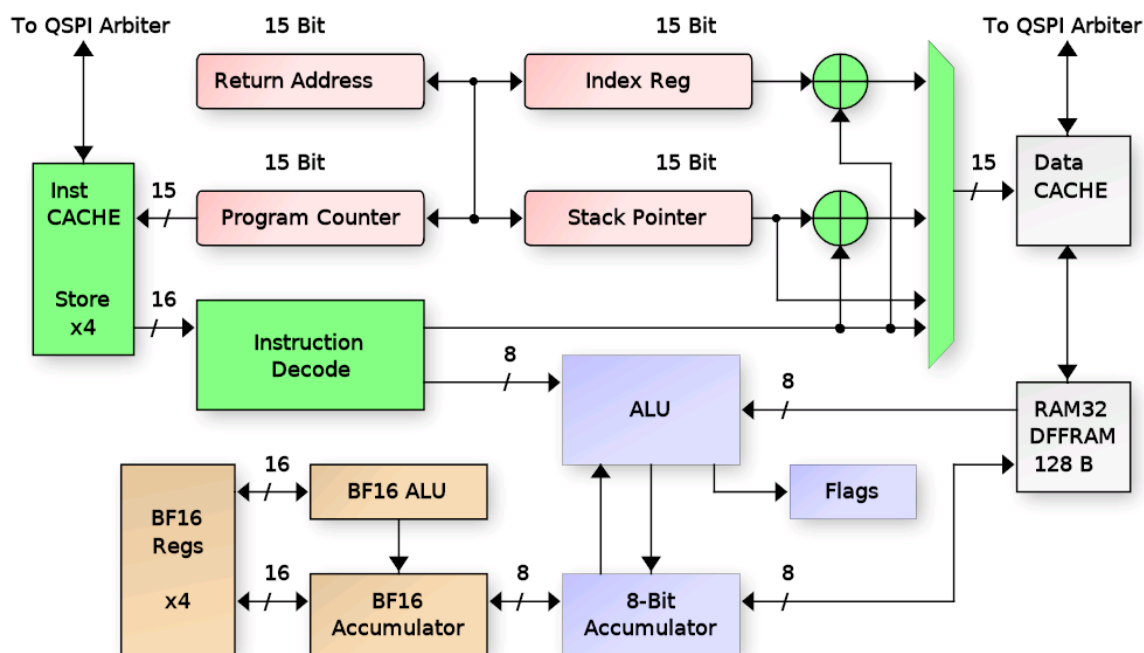 To QSPI Arbiter
15 Bit
15 Bit
To QSPI Arbiter
Return Address
Index Reg
15 Bit
15 Bit
Inst
CACHE
15
Program Counter
Stack Pointer
15
Data
CACHE
Store
x4
16
Instruction
Decode
8
ALU
8
RAM32
DFFRAM
128 B
BF16
Regs
x4
16
BF16 ALU
Flags
16
BF16
Accumulator
8
8-Bit
Accumulator
8